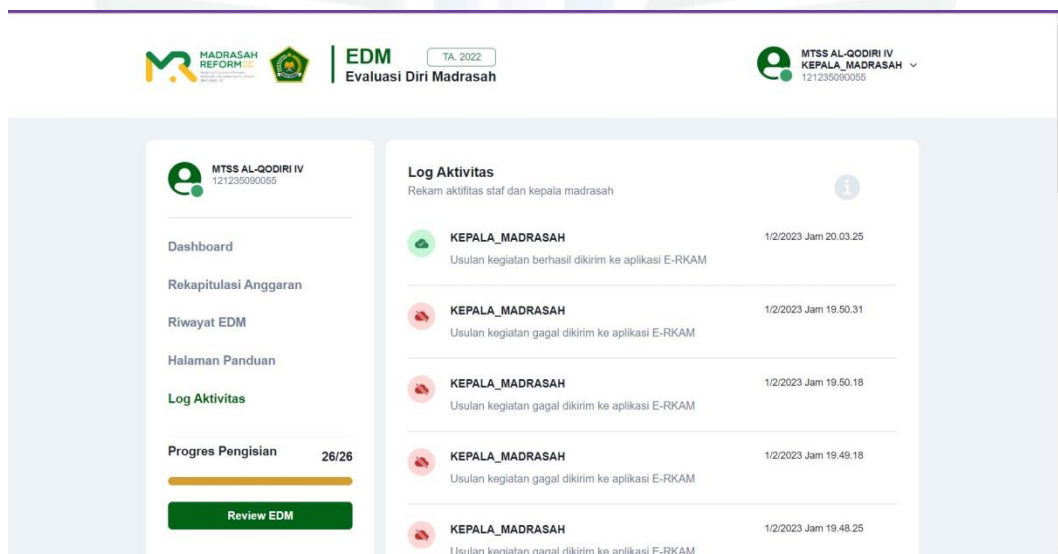 MADRASAH
REFORM
EDM
TA. 2022
Evaluasi Diri Madrasah
MTSS AL-QODIRI IV
KEPALA_MADRASAH
121235090055
MTSS AL-QODIRI IV
121235090055
Dashboard
Rekapitulasi Anggaran
Riwayat EDM
Halaman Panduan
Log Aktivitas
Progres Pengisian 26/26
Review EDM
Log Aktivitas
Rekam aktifitas staf dan kepala madrasah
KEPALA_MADRASAH 1/2/2023 Jam 20.03.25
Usulan kegiatan berhasil dikirim ke aplikasi E-RKAM
KEPALA_MADRASAH 1/2/2023 Jam 19.50.31
Usulan kegiatan gagal dikirim ke aplikasi E-RKAM
KEPALA_MADRASAH 1/2/2023 Jam 19.50.18
Usulan kegiatan gagal dikirim ke aplikasi E-RKAM
KEPALA_MADRASAH 1/2/2023 Jam 19.49.18
Usulan kegiatan gagal dikirim ke aplikasi E-RKAM
KEPALA_MADRASAH 1/2/2023 Jam 19.48.25
Usulan kegiatan gagal dikirim ke aplikasi E-RKAM